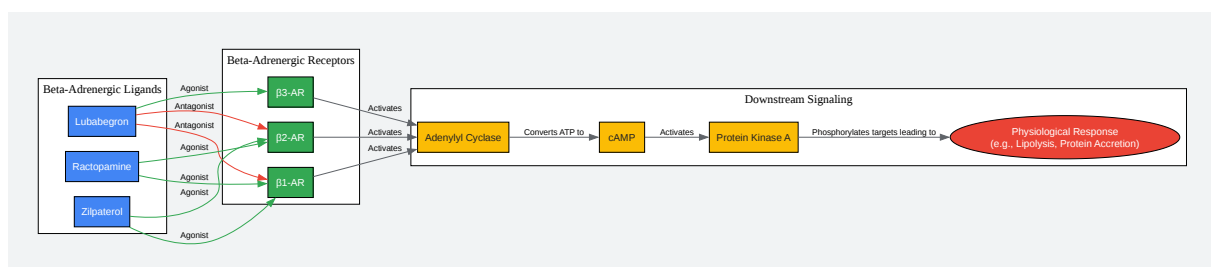 Beta-Adrenergic Ligands
Lubabegron
Ractopamine
Zilpaterol
Agonist
Antagonist
Antagonist
Agonist
Agonist
Agonist
Agonist
Beta-Adrenergic Receptors
β3-AR
β2-AR
β1-AR
Activates
Activates
Activates
Downstream Signaling
Adenylyl Cyclase
Converts ATP to
cAMP
Activates
Protein Kinase A
Phosphorylates targets leading to
Physiological Response
(e.g., Lipolysis, Protein Accretion)